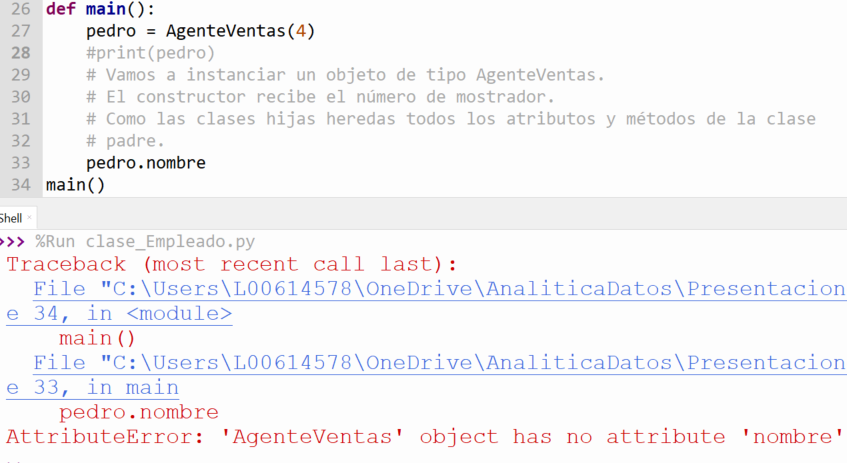 26 def main():
27 pedro = AgenteVentas(4)
28 #print(pedro)
29 # Vamos a instanciar un objeto de tipo AgenteVentas.
30 # El constructor recibe el número de mostrador.
31 # Como las clases hijas heredas todos los atributos y métodos de la clase
32 # padre.
33 pedro.nombre
34 main()
Shell
>>> %Run clase_Empleado.py
Traceback (most recent call last):
File "C:\Users\L00614578\OneDrive\AnaliticaDatos\Presentacion
e 34, in <module>
main()
File "C:\Users\L00614578\OneDrive\AnaliticaDatos\Presentacion
e 33, in main
pedro.nombre
AttributeError: 'AgenteVentas' object has no attribute 'nombre'